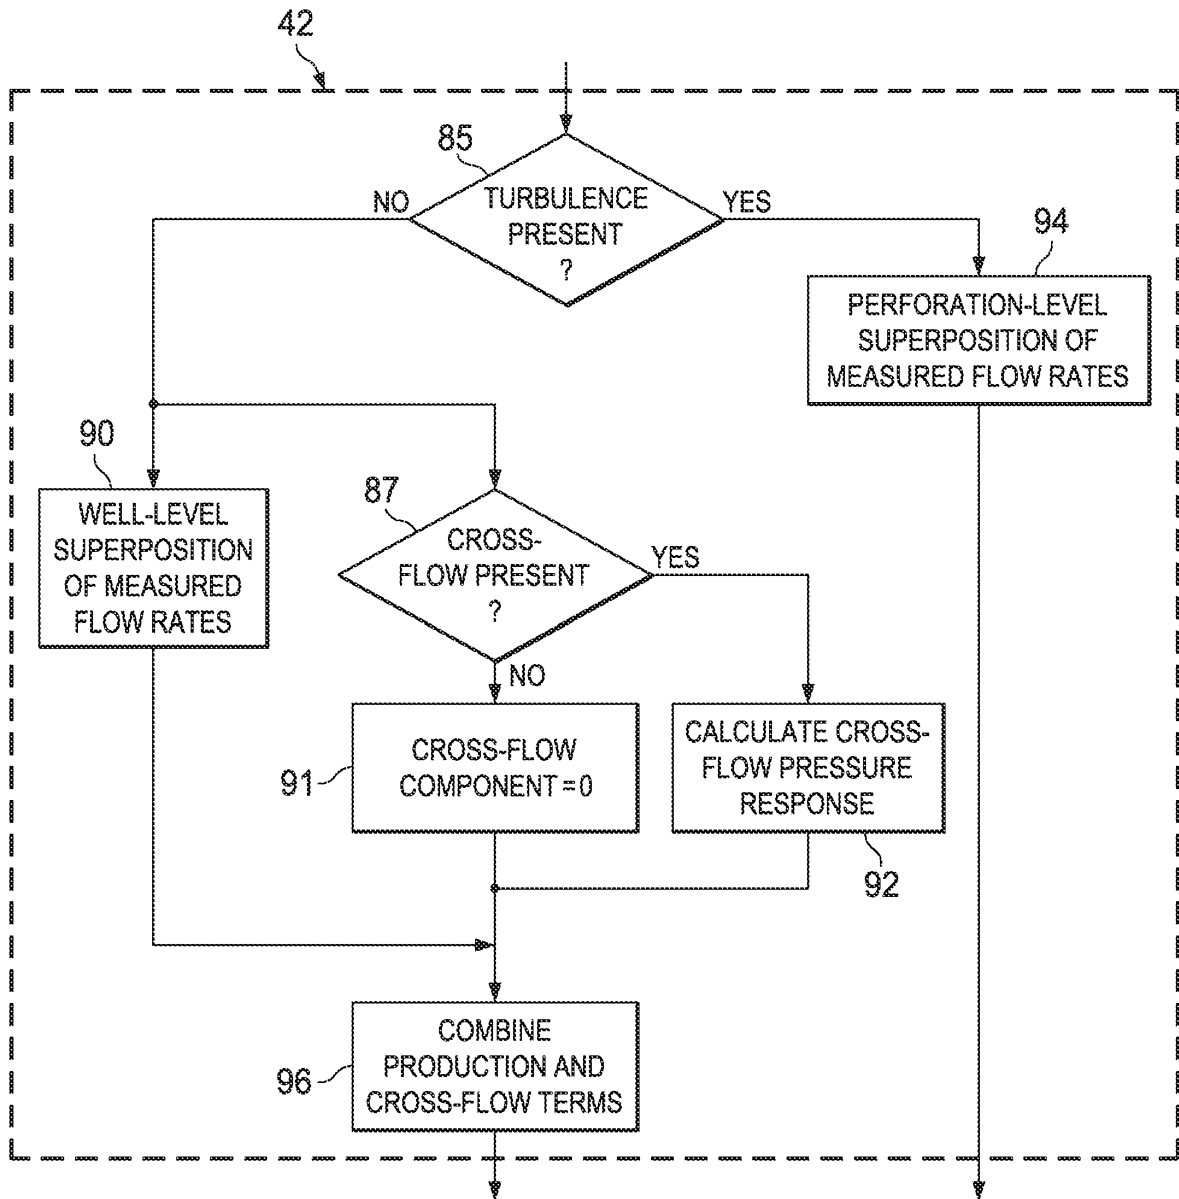 42
85
TURBULENCE
PRESENT
?
NO
YES
94
PERFORATION-LEVEL
SUPERPOSITION OF
MEASURED FLOW RATES
90
WELL-LEVEL
SUPERPOSITION
OF MEASURED
FLOW RATES
87
CROSS-
FLOW PRESENT
?
YES
NO
91
CROSS-FLOW
COMPONENT = 0
CALCULATE CROSS-
FLOW PRESSURE
RESPONSE
92
96
COMBINE
PRODUCTION AND
CROSS-FLOW TERMS